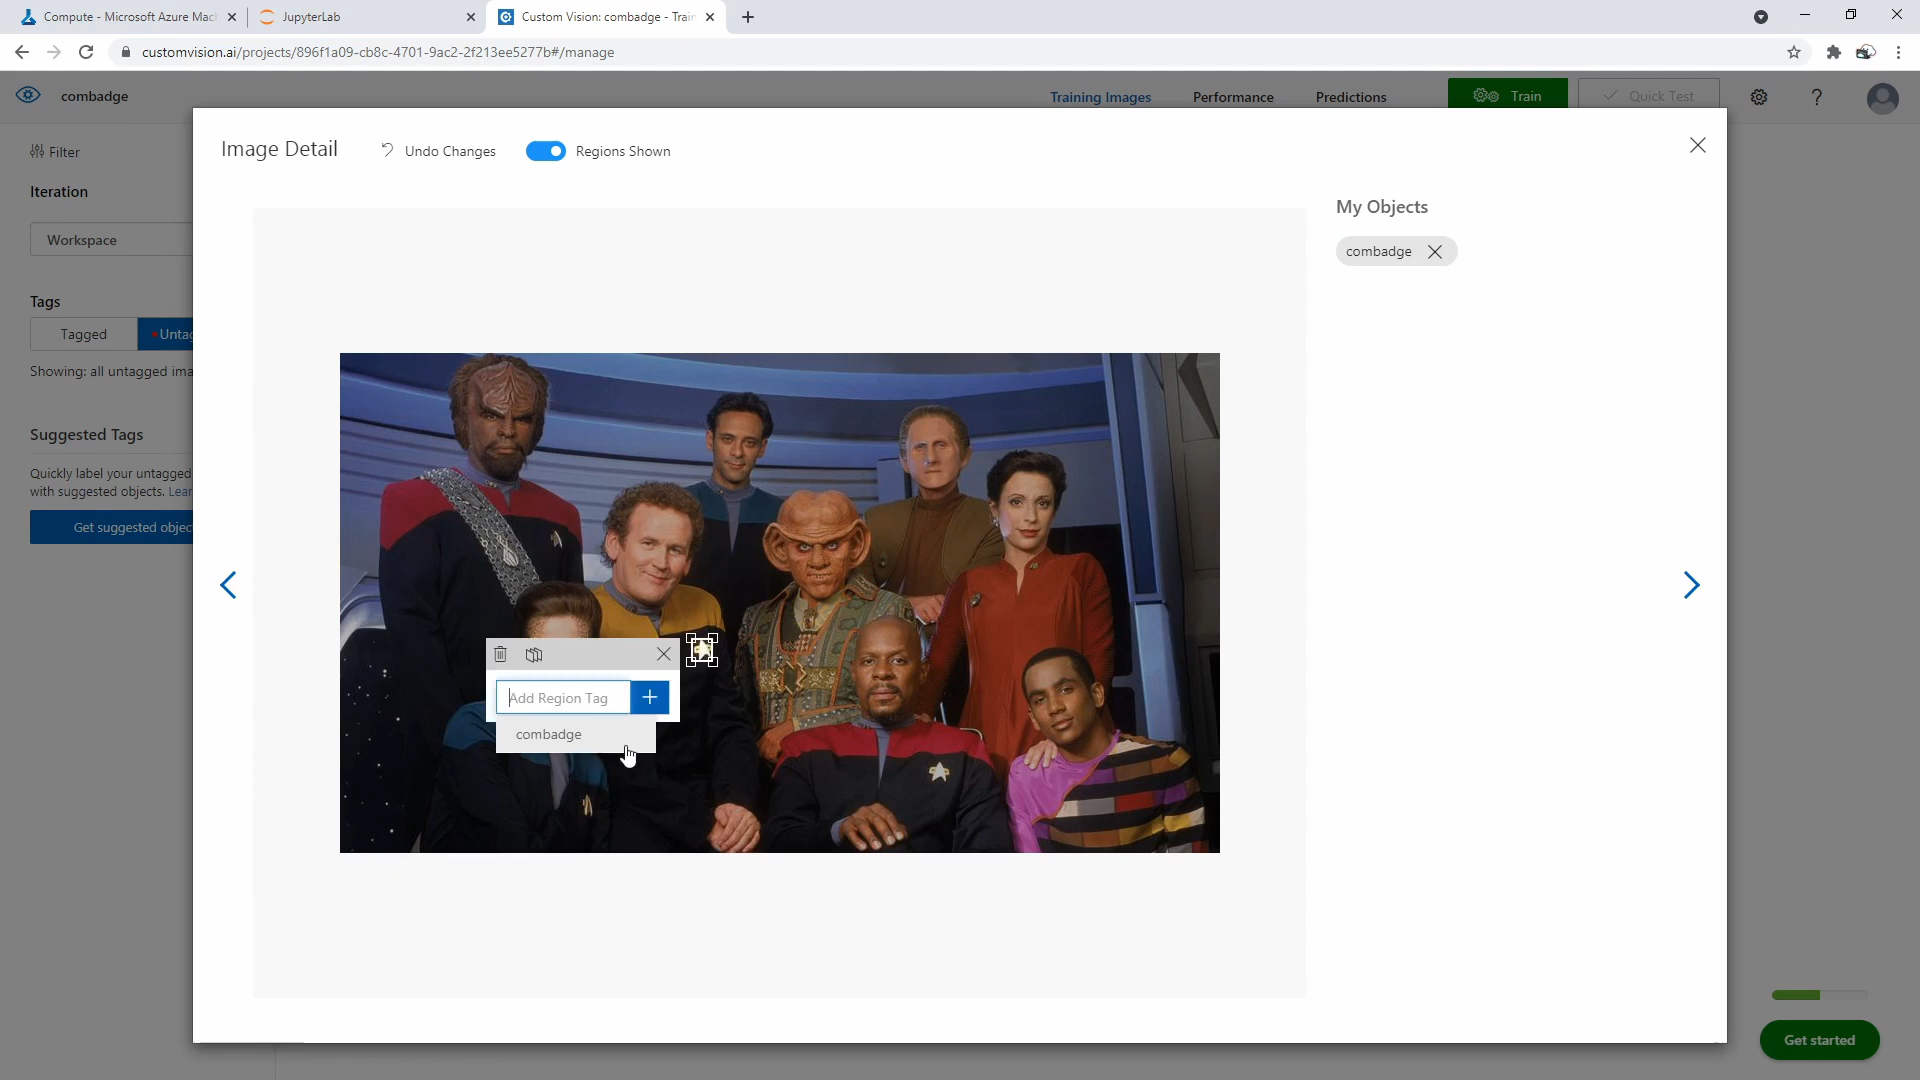 Compute - Microsoft Azure Mac
JupyterLab
Custom Vision: combadge - Train
customvision.ai/projects/896f1a09-cb8c-4701-9ac2-2f213ee5277b#/manage
combadge
Training Images
Performance
Predictions
Train
Quick Test
?
Filter
Iteration
Workspace
Tags
Tagged
Untag
Showing: all untagged ima
Suggested Tags
Quickly label your untagged
with suggested objects. Lear
Get suggested objec
Image Detail
Undo Changes
Regions Shown
My Objects
combadge
Add Region Tag
combadge
Get started